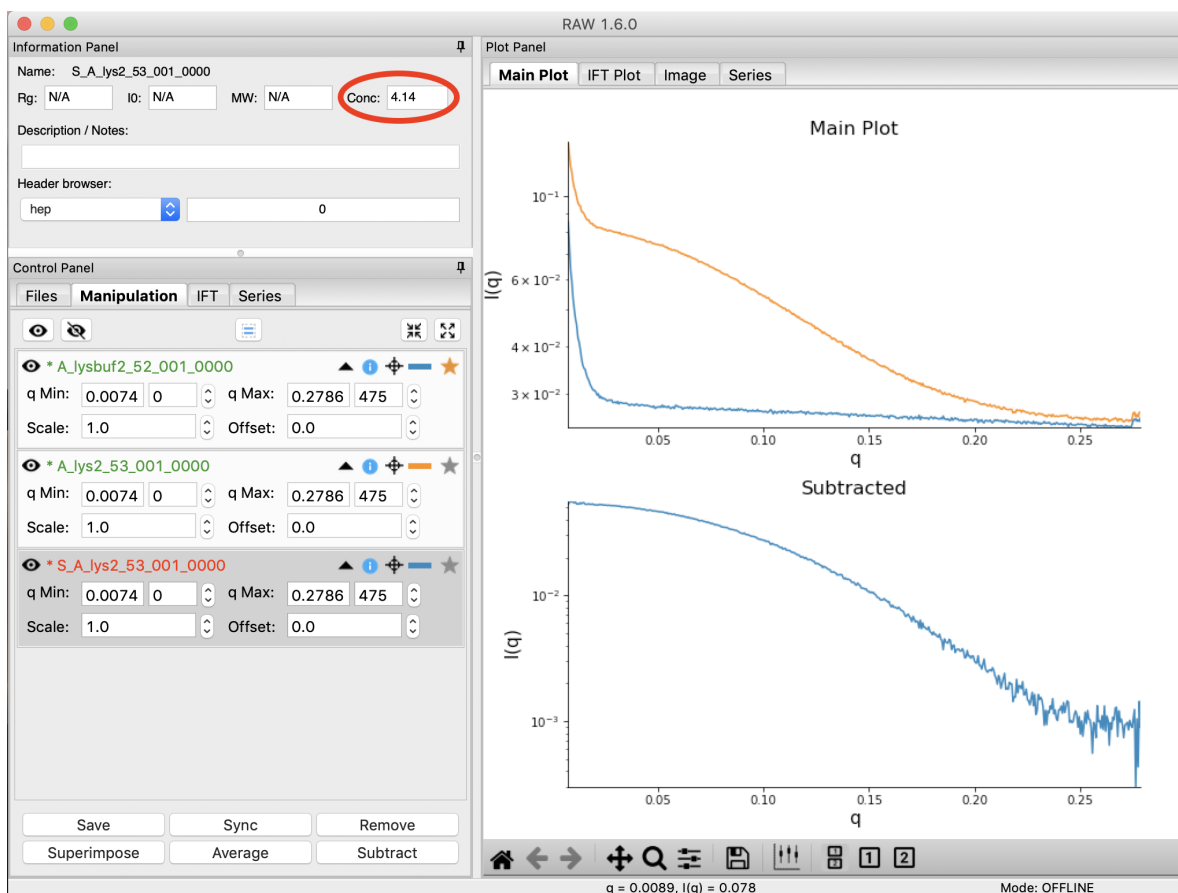 RAW 1.6.0
Information Panel
Name: S_A_lys2_53_001_0000
Rg: N/A I0: N/A MW: N/A Conc: 4.14
Description / Notes:
Header browser:
hep 0
Control Panel
Files Manipulation IFT Series
* A_lysbuf2_52_001_0000
q Min: 0.0074 0 q Max: 0.2786 475
Scale: 1.0 Offset: 0.0
* A_lys2_53_001_0000
q Min: 0.0074 0 q Max: 0.2786 475
Scale: 1.0 Offset: 0.0
* S_A_lys2_53_001_0000
q Min: 0.0074 0 q Max: 0.2786 475
Scale: 1.0 Offset: 0.0
Save Sync Remove
Superimpose Average Subtract
Plot Panel
Main Plot IFT Plot Image Series
Main Plot
I(q)
10⁻¹
6 × 10⁻²
4 × 10⁻²
3 × 10⁻²
0.05 0.10 0.15 0.20 0.25
q
Subtracted
I(q)
10⁻²
10⁻³
0.05 0.10 0.15 0.20 0.25
q
1 2 1 2
q = 0.0089, I(q) = 0.078 Mode: OFFLINE